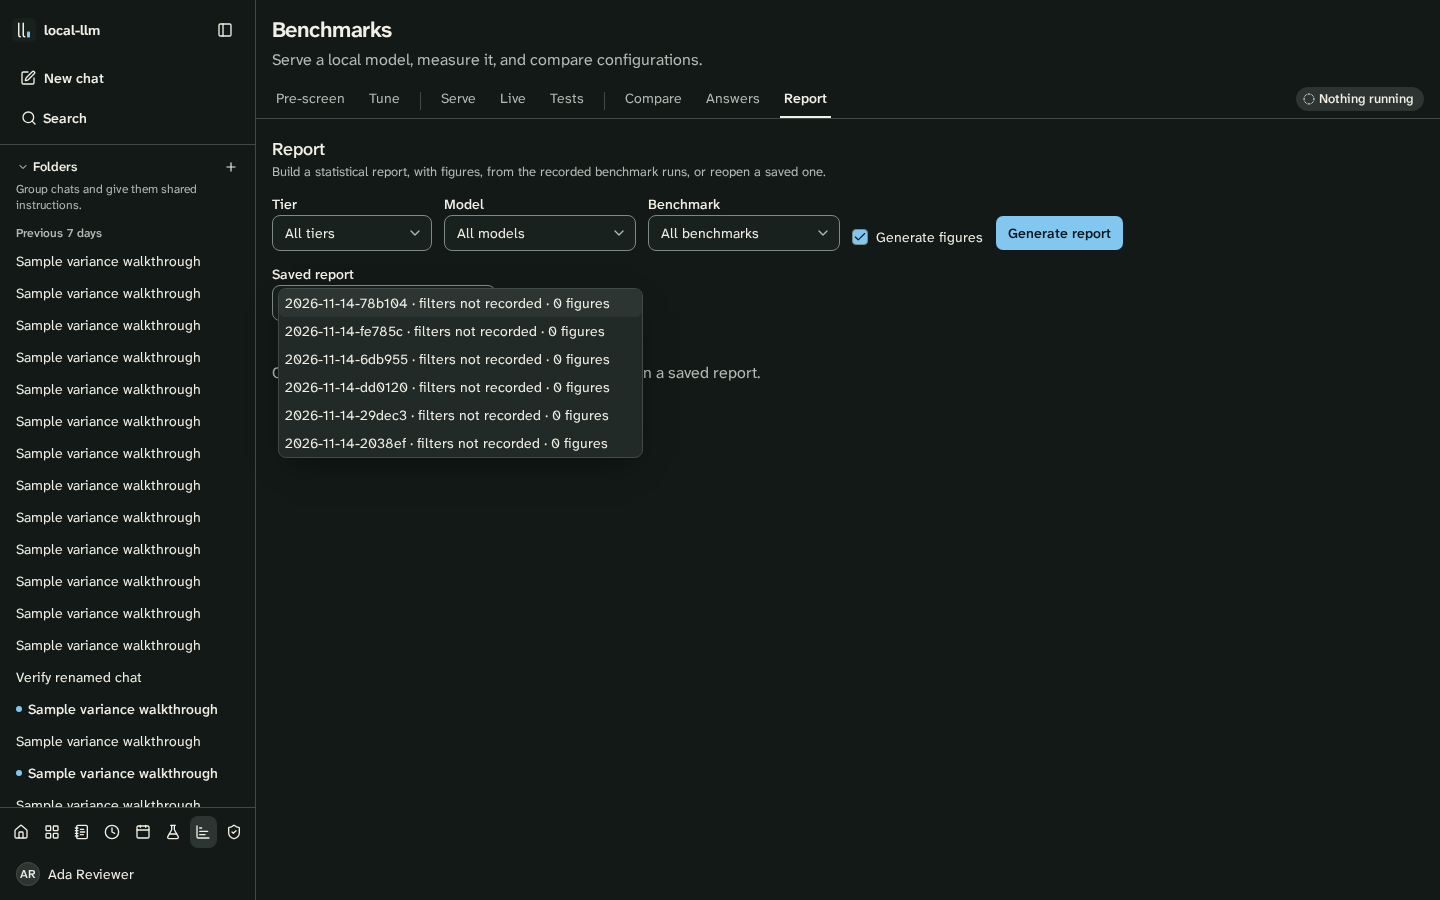 local-llm
New chat
Search
Folders
Group chats and give them shared
instructions.
Previous 7 days
Sample variance walkthrough
Sample variance walkthrough
Sample variance walkthrough
Sample variance walkthrough
Sample variance walkthrough
Sample variance walkthrough
Sample variance walkthrough
Sample variance walkthrough
Sample variance walkthrough
Sample variance walkthrough
Sample variance walkthrough
Sample variance walkthrough
Sample variance walkthrough
Verify renamed chat
Sample variance walkthrough
Sample variance walkthrough
Sample variance walkthrough
Sample variance walkthrough
AR Ada Reviewer
Benchmarks
Serve a local model, measure it, and compare configurations.
Pre-screen Tune Serve Live Tests Compare Answers Report Nothing running
Report
Build a statistical report, with figures, from the recorded benchmark runs, or reopen a saved one.
Tier Model Benchmark
All tiers All models All benchmarks Generate figures Generate report
Saved report
2026-11-14-78b104 · filters not recorded · 0 figures
2026-11-14-fe785c · filters not recorded · 0 figures
2026-11-14-6db955 · filters not recorded · 0 figures
a saved report.
2026-11-14-dd0120 · filters not recorded · 0 figures
2026-11-14-29dec3 · filters not recorded · 0 figures
2026-11-14-2038ef · filters not recorded · 0 figures